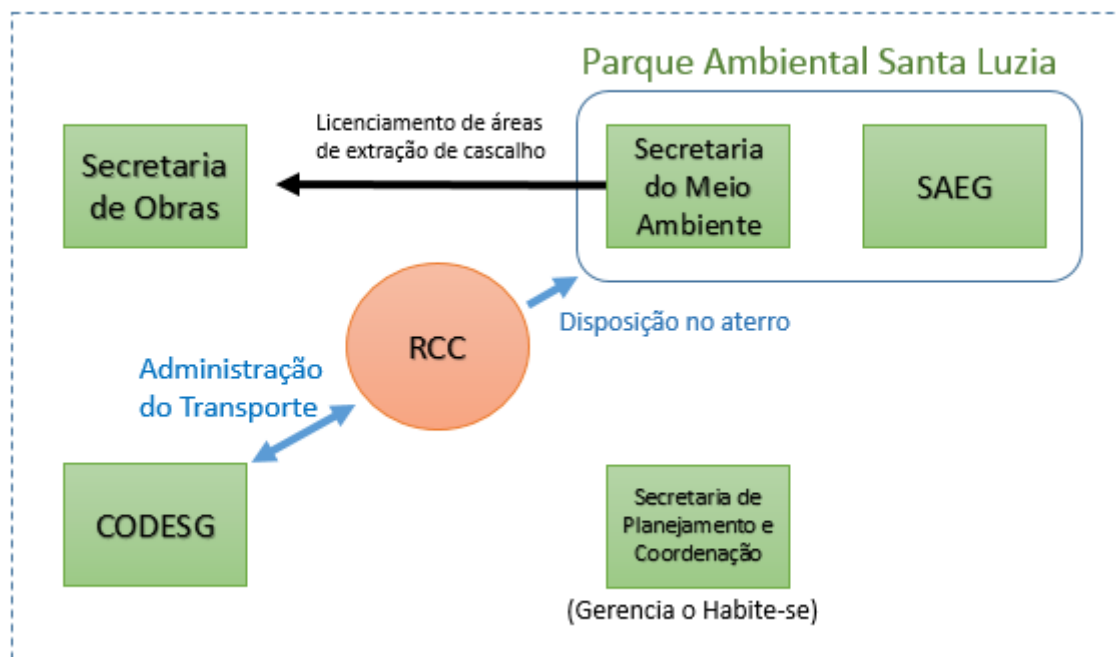 Parque Ambiental Santa Luzia
Licenciamento de áreas
de extração de cascalho
Secretaria
de Obras
Secretaria
do Meio
Ambiente
SAEG
RCC
Disposição no aterro
Administração
do Transporte
CODESG
Secretaria de
Planejamento e
Coordenação
(Gerencia o Habite-se)